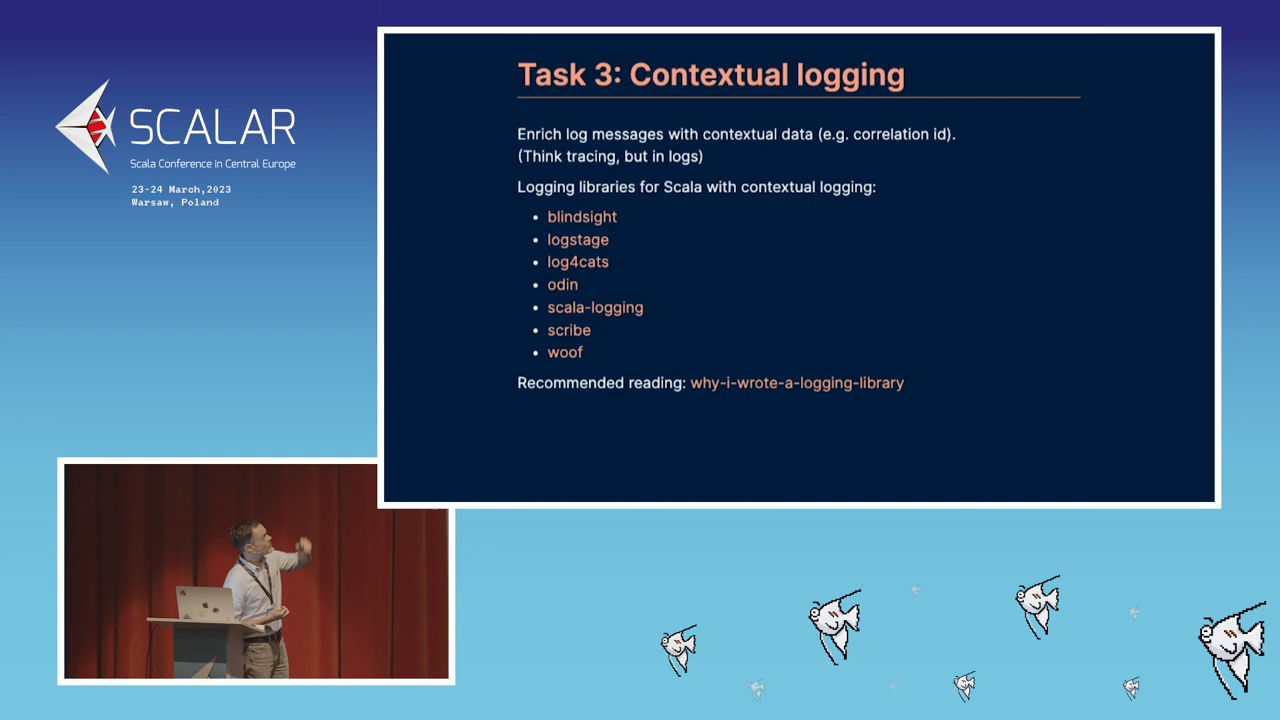 SCALAR
Scala Conference in Central Europe
23-24 March,2023
Warsaw, Poland
Task 3: Contextual logging
Enrich log messages with contextual data (e.g. correlation id).
(Think tracing, but in logs)
Logging libraries for Scala with contextual logging:
• blindsight
• logstage
• log4cats
• odin
• scala-logging
• scribe
• woof
Recommended reading: why-i-wrote-a-logging-library